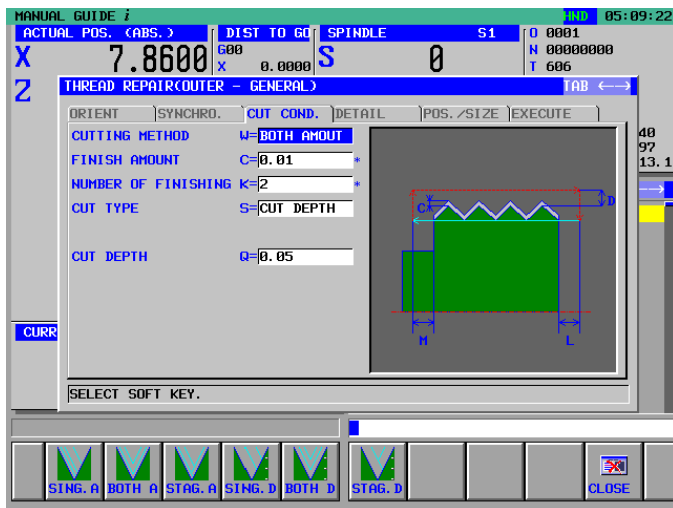 MANUAL GUIDE i HND 05:09:22
ACTUAL POS. (ABS.) DIST TO GO SPINDLE S1 O 0001
X 7.8600 G00 X 0.0000 S 0 N 00000000
T 606
Z THREAD REPAIR(OUTER - GENERAL) TAB ←→
ORIENT SYNCHRO. CUT COND. DETAIL POS./SIZE EXECUTE
CUTTING METHOD W=BOTH AMOUT
40
FINISH AMOUNT C=0.01 *
97
13.1
NUMBER OF FINISHING K=2 *
CUT TYPE S=CUT DEPTH
C D
CUT DEPTH Q=0.05
CURR
M L
SELECT SOFT KEY.
SING.A BOTH A STAG.A SING.D BOTH D STAG.D CLOSE